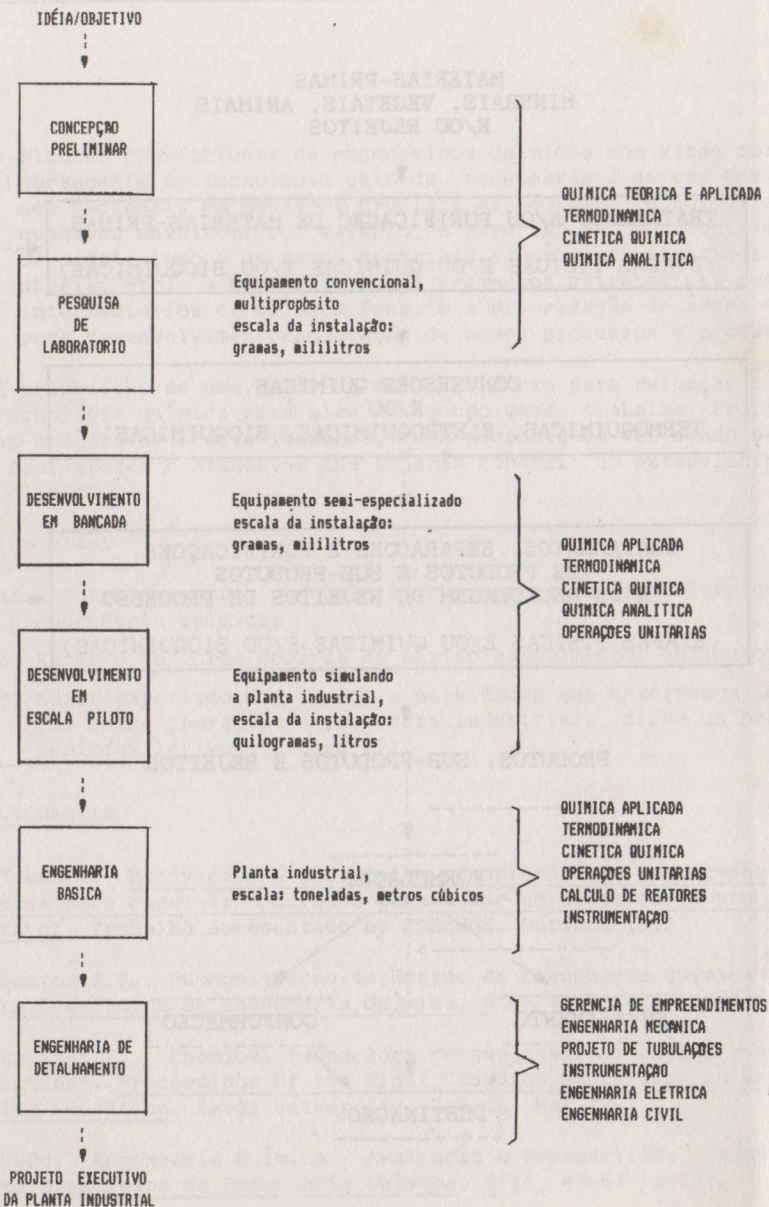 IDÉIA/OBJETIVO
CONCEPÇÃO
PRELIMINAR
QUIMICA TEORICA E APLICADA
TERMODINAMICA
CINETICA QUIMICA
QUIMICA ANALITICA
PESQUISA
DE
LABORATORIO
Equipamento convencional,
multipropósito
escala da instalação:
gramas, mililitros
DESENVOLVIMENTO
EM BANCADA
Equipamento semi-especializado
escala da instalação:
gramas, mililitros
QUIMICA APLICADA
TERMODINAMICA
CINETICA QUIMICA
QUIMICA ANALITICA
OPERAÇOES UNITARIAS
DESENVOLVIMENTO
EM
ESCALA PILOTO
Equipamento simulando
a planta industrial,
escala da instalação:
quilogramas, litros
ENGENHARIA
BASICA
Planta industrial,
escala: toneladas, metros cúbicos
QUIMICA APLICADA
TERMODINAMICA
CINETICA QUIMICA
OPERAÇOES UNITARIAS
CALCULO DE REATORES
INSTRUMENTAÇAO
ENGENHARIA DE
DETALHAMENTO
GERENCIA DE EMPREENDIMENTOS
ENGENHARIA MECANICA
PROJETO DE TUBULAÇOES
INSTRUMENTAÇAO
ENGENHARIA ELETRICA
ENGENHARIA CIVIL
PROJETO EXECUTIVO
DA PLANTA INDUSTRIAL